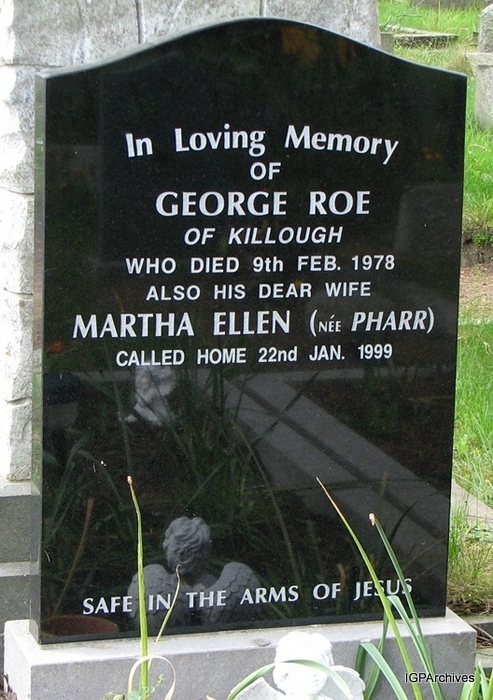 In Loving Memory
OF
GEORGE ROE
OF KILLOUGH
WHO DIED 9th FEB. 1978
ALSO HIS DEAR WIFE
MARTHA ELLEN (NÉE PHARR)
CALLED HOME 22nd JAN. 1999
SAFE IN THE ARMS OF JESUS
IGPArchives